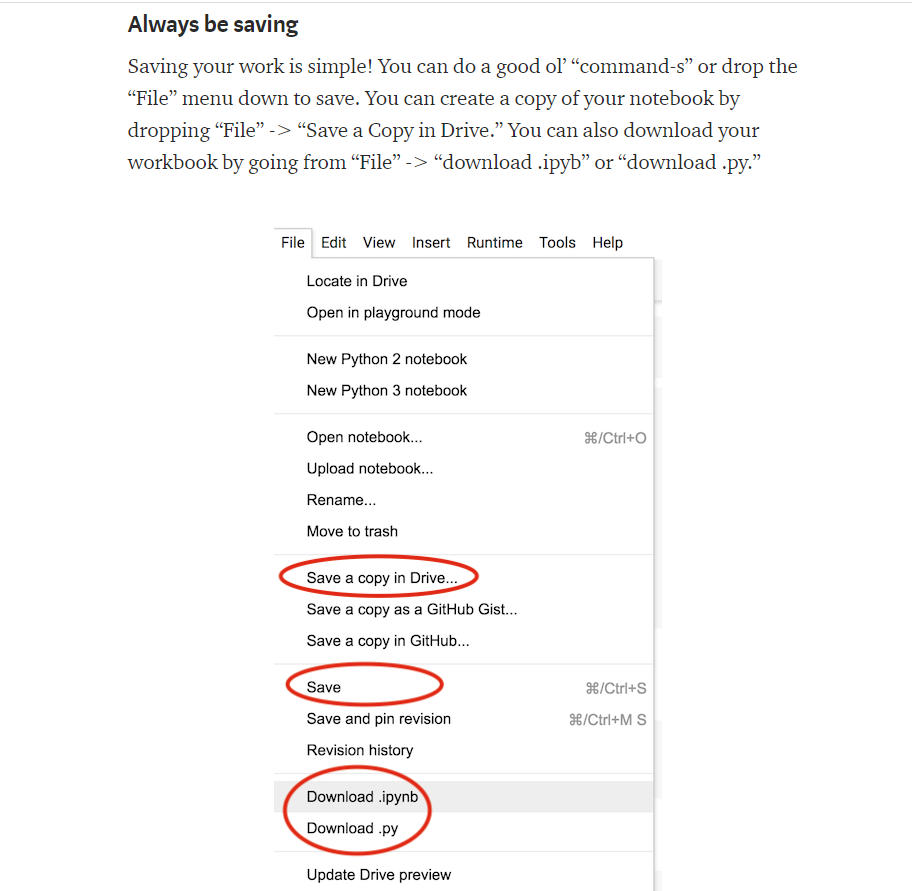 Always be saving
Saving your work is simple! You can do a good ol’ “command-s” or drop the
“File” menu down to save. You can create a copy of your notebook by
dropping “File” -> “Save a Copy in Drive.” You can also download your
workbook by going from “File” -> “download .ipyb” or “download .py.”
File Edit View Insert Runtime Tools Help
Locate in Drive
Open in playground mode
New Python 2 notebook
New Python 3 notebook
Open notebook... ⌘/Ctrl+O
Upload notebook...
Rename...
Move to trash
Save a copy in Drive...
Save a copy as a GitHub Gist...
Save a copy in GitHub...
Save ⌘/Ctrl+S
Save and pin revision ⌘/Ctrl+M S
Revision history
Download .ipynb
Download .py
Update Drive preview